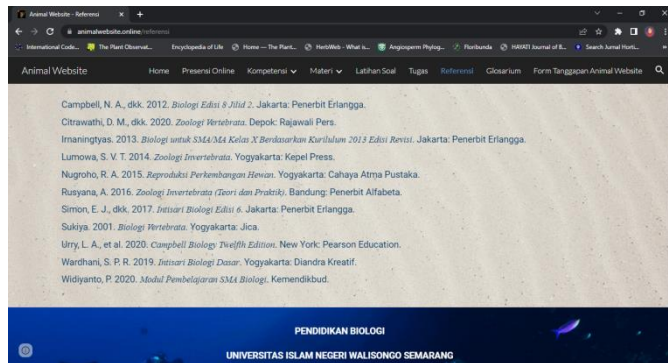 Animal Website - Referensi
animalwebsite.online/referensi
International Code...
The Plant Observat...
Encyclopedia of Life
Home — The Plant...
HerbWeb - What is...
Angiosperm Phylog...
Floribunda
HAYATI Journal of B...
Search Jurnal Horti...
Animal Website
Home
Presensi Online
Kompetensi
Materi
Latihan Soal
Tugas
Referensi
Glosarium
Form Tanggapan Animal Website
Campbell, N. A., dkk. 2012. Biologi Edisi 8 Jilid 2. Jakarta: Penerbit Erlangga.
Citrawathi, D. M., dkk. 2020. Zoologi Vertebrata. Depok: Rajawali Pers.
Irnaningtyas. 2013. Biologi untuk SMA/MA Kelas X Berdasarkan Kurilulum 2013 Edisi Revisi. Jakarta: Penerbit Erlangga.
Lumowa, S. V. T. 2014. Zoologi Invertebrata. Yogyakarta: Kepel Press.
Nugroho, R. A. 2015. Reproduksi Perkembangan Hewan. Yogyakarta: Cahaya Atma Pustaka.
Rusyana, A. 2016. Zoologi Invertebrata (Teori dan Praktik). Bandung: Penerbit Alfabeta.
Simon, E. J., dkk. 2017. Intisari Biologi Edisi 6. Jakarta: Penerbit Erlangga.
Sukiya. 2001. Biologi Vertebrata. Yogyakarta: Jica.
Urry, L. A., et al. 2020. Campbell Biology Twelfth Edition. New York: Pearson Education.
Wardhani, S. P. R. 2019. Intisari Biologi Dasar. Yogyakarta: Diandra Kreatif.
Widiyanto, P. 2020. Modul Pembelajaran SMA Biologi. Kemendikbud.
PENDIDIKAN BIOLOGI
UNIVERSITAS ISLAM NEGERI WALISONGO SEMARANG